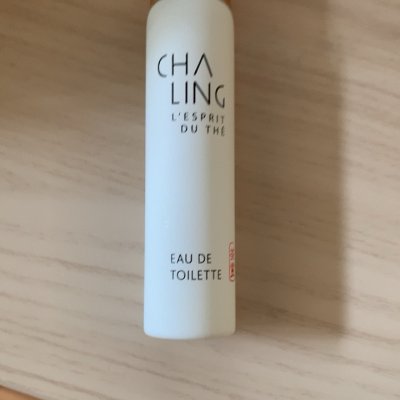 CHA
LING
L'ESPRIT
DU THÉ
EAU DE
TOILETTE